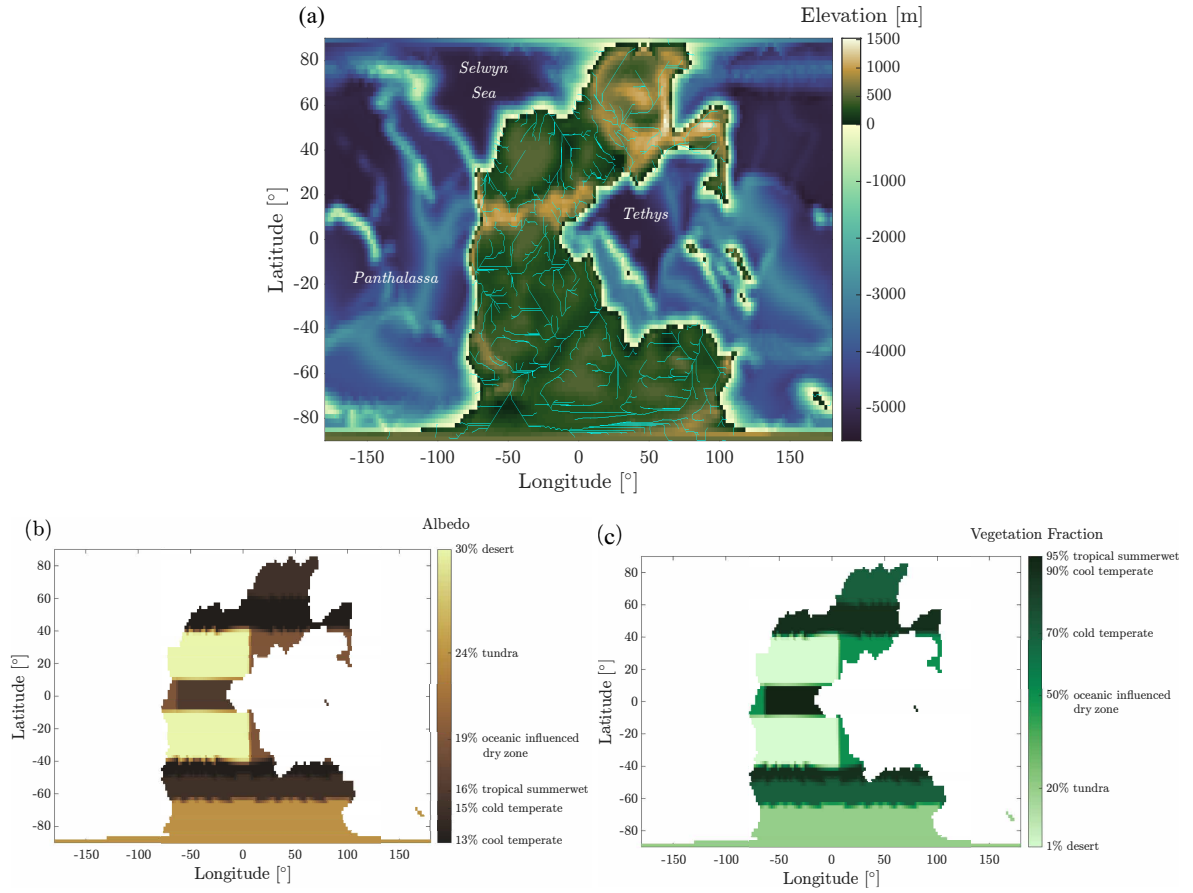 (a)
Elevation [m]
80
60
40
20
0
-20
-40
-60
-80
Latitude [°]
-150
-100
-50
0
50
100
150
Longitude [°]
Selwyn
Sea
Tethys
Panthalassa
1500
1000
500
0
-1000
-2000
-3000
-4000
-5000
(b)
Albedo
80
60
40
20
0
-20
-40
-60
-80
Latitude [°]
-150
-100
-50
0
50
100
150
Longitude [°]
30% desert
24% tundra
19% oceanic influenced
dry zone
16% tropical summerwet
15% cold temperate
13% cool temperate
(c)
Vegetation Fraction
80
60
40
20
0
-20
-40
-60
-80
Latitude [°]
-150
-100
-50
0
50
100
150
Longitude [°]
95% tropical summerwet
90% cool temperate
70% cold temperate
50% oceanic influenced
dry zone
20% tundra
1% desert